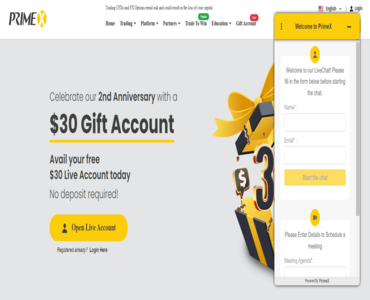 PRIME X
Trading CFDs and FX Options entail risk and could result in the loss of your capital.
English
Login
Home
Trading
Platform
Partners
Trade To Win
Education
Gift Account
Celebrate our 2nd Anniversary with a
$30 Gift Account
Avail your free
$30 Live Account today
No deposit required!
Open Live Account
Registered already? Login Here
$
3
Welcome to PrimeX
Welcome to our LiveChat! Please
fill in the form below before starting
the chat.
Name* :
Email* :
Start the chat
Please Enter Details to Schedule a
meeting
Meeting Agenda* :
Powered By PrimeX